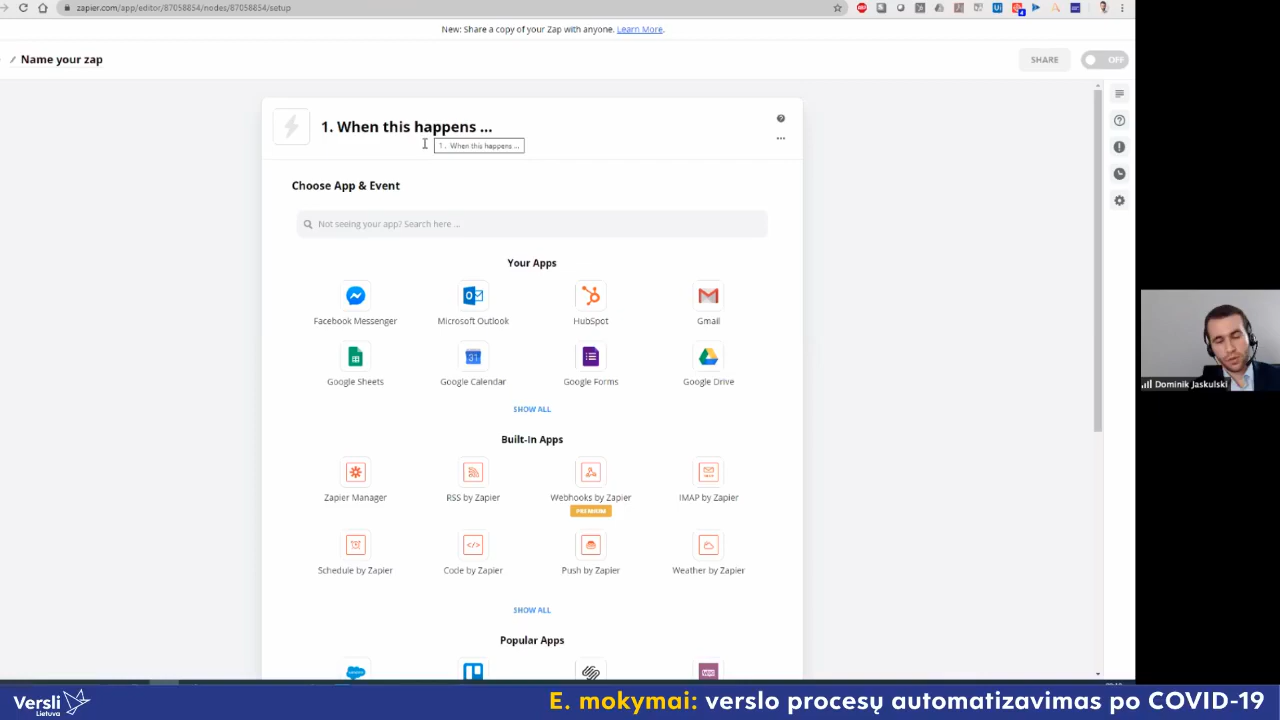 zapier.com/app/editor/87058854/nodes/87058854/setup
New: Share a copy of your Zap with anyone. Learn More.
Name your zap
SHARE
OFF
1. When this happens ...
1. When this happens ...
Choose App & Event
Not seeing your app? Search here ...
Your Apps
Facebook Messenger
Microsoft Outlook
HubSpot
Gmail
Google Sheets
Google Calendar
Google Forms
Google Drive
SHOW ALL
Built-In Apps
Zapier Manager
RSS by Zapier
Webhooks by Zapier
IMAP by Zapier
PREMIUM
Schedule by Zapier
Code by Zapier
Push by Zapier
Weather by Zapier
SHOW ALL
Popular Apps
Dominik Jaskulski
Versli
Lietuva
E. mokymai: verslo procesų automatizavimas po COVID-19